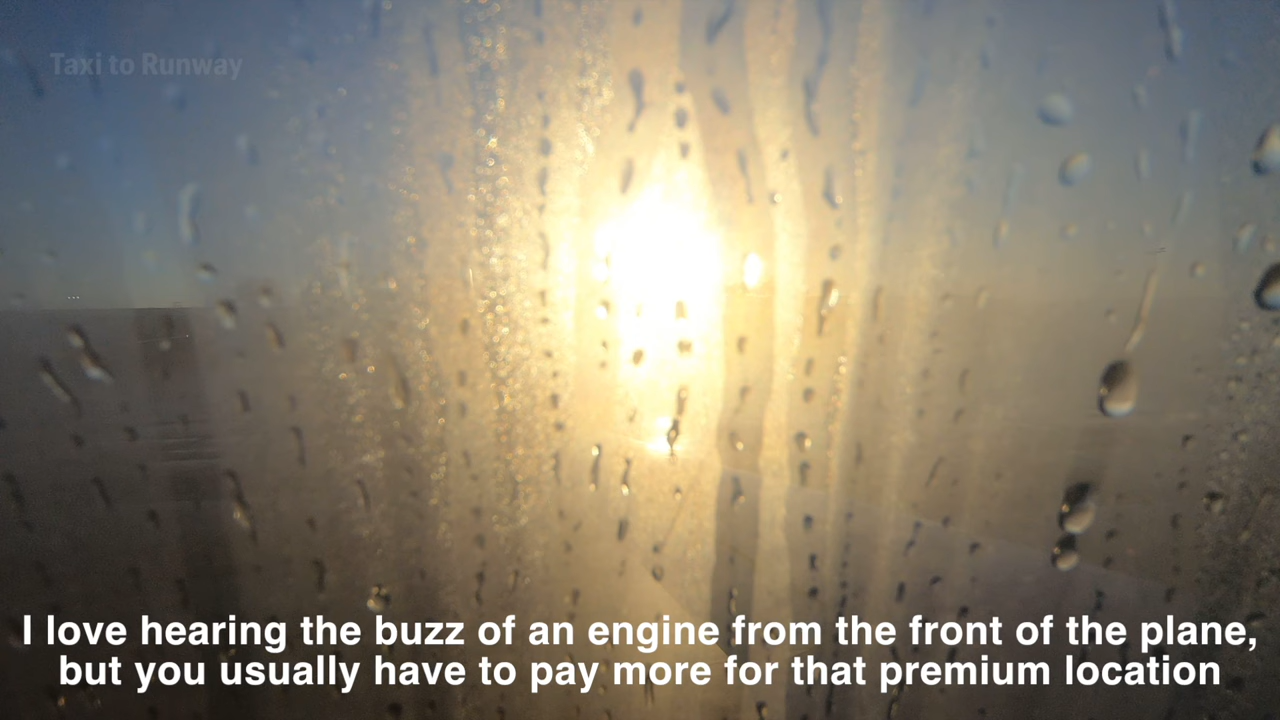 Taxi to Runway
I love hearing the buzz of an engine from the front of the plane,
but you usually have to pay more for that premium location